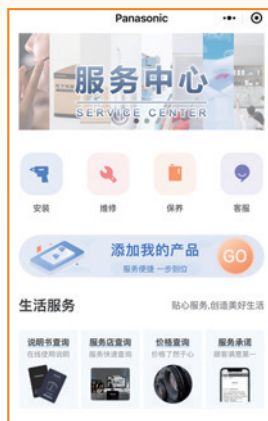 Panasonic
服务中心
SERVICE CENTER
安装
维修
保养
客服
添加我的产品
服务便捷 一步到位
GO
生活服务
贴心服务,创造美好生活
说明书查询
在线使用说明
服务店查询
服务快速查询
价格查询
价格了然于心
服务承诺
顾客满意第一